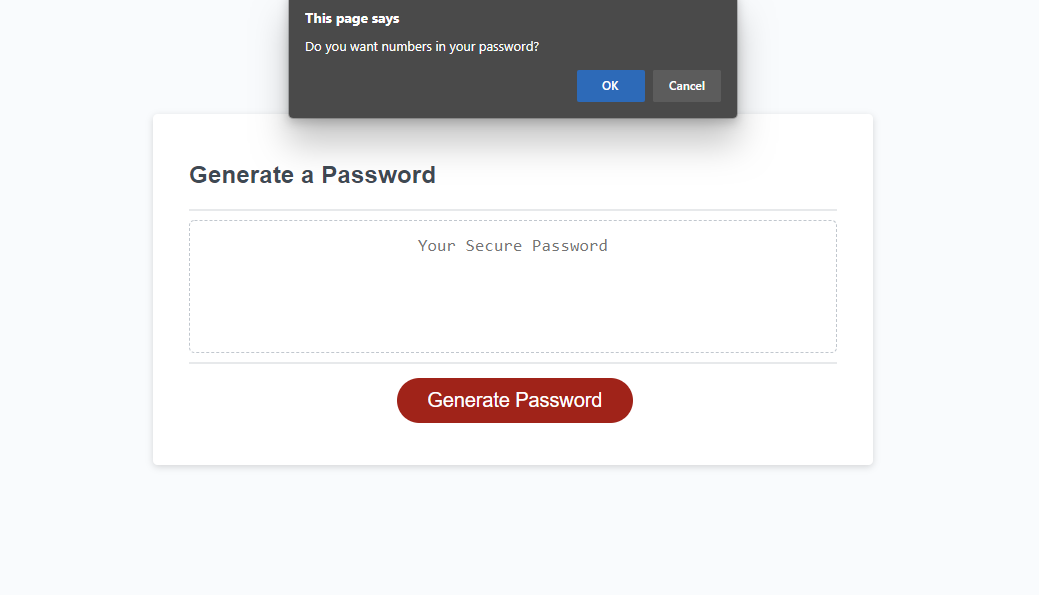 This page says
Do you want numbers in your password?
OK Cancel
Generate a Password
Your Secure Password
Generate Password